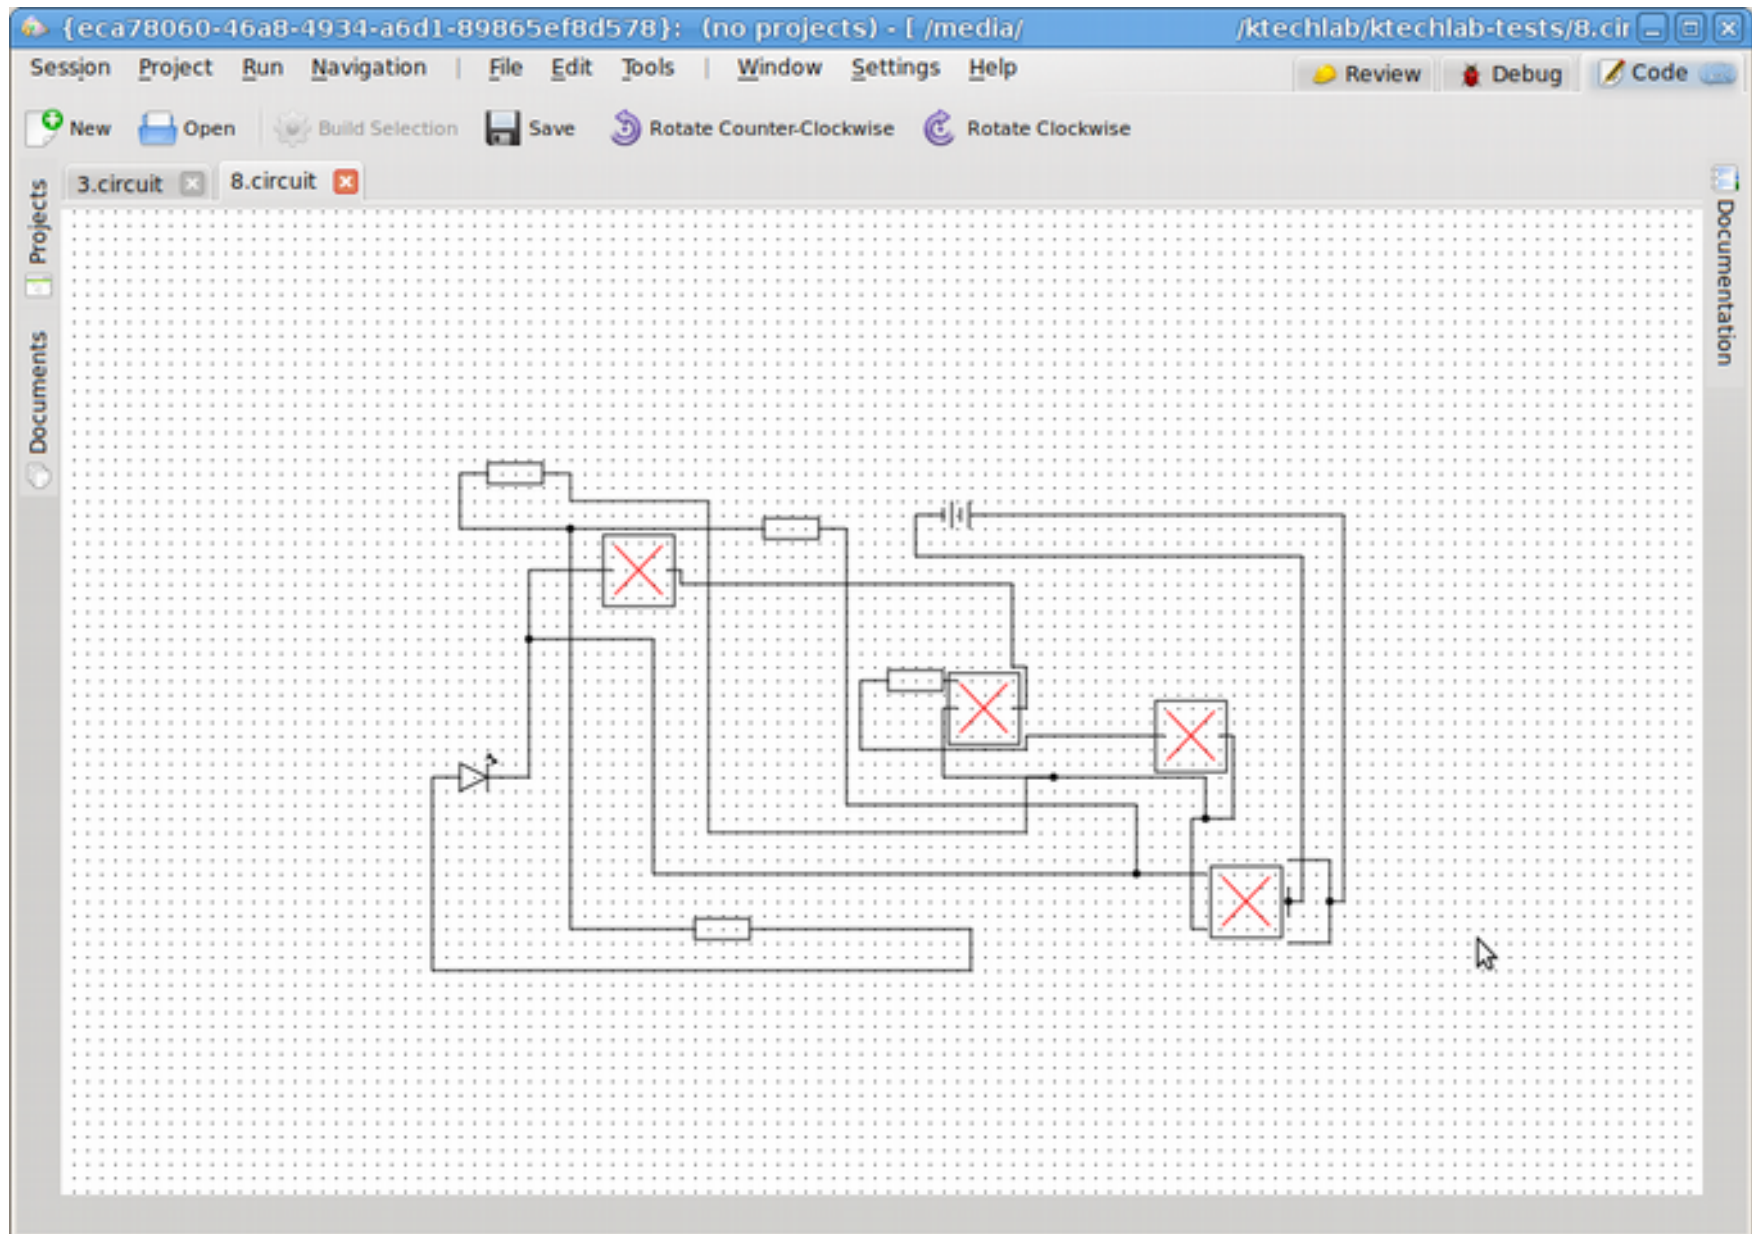 {eca78060-46a8-4934-a6d1-89865ef8d578}: (no projects) - [ /media/ /ktechlab/ktechlab-tests/8.cir
Session Project Run Navigation | File Edit Tools | Window Settings Help Review Debug Code
New Open Build Selection Save Rotate Counter-Clockwise Rotate Clockwise
3.circuit 8.circuit
Projects
Documents
Documentation